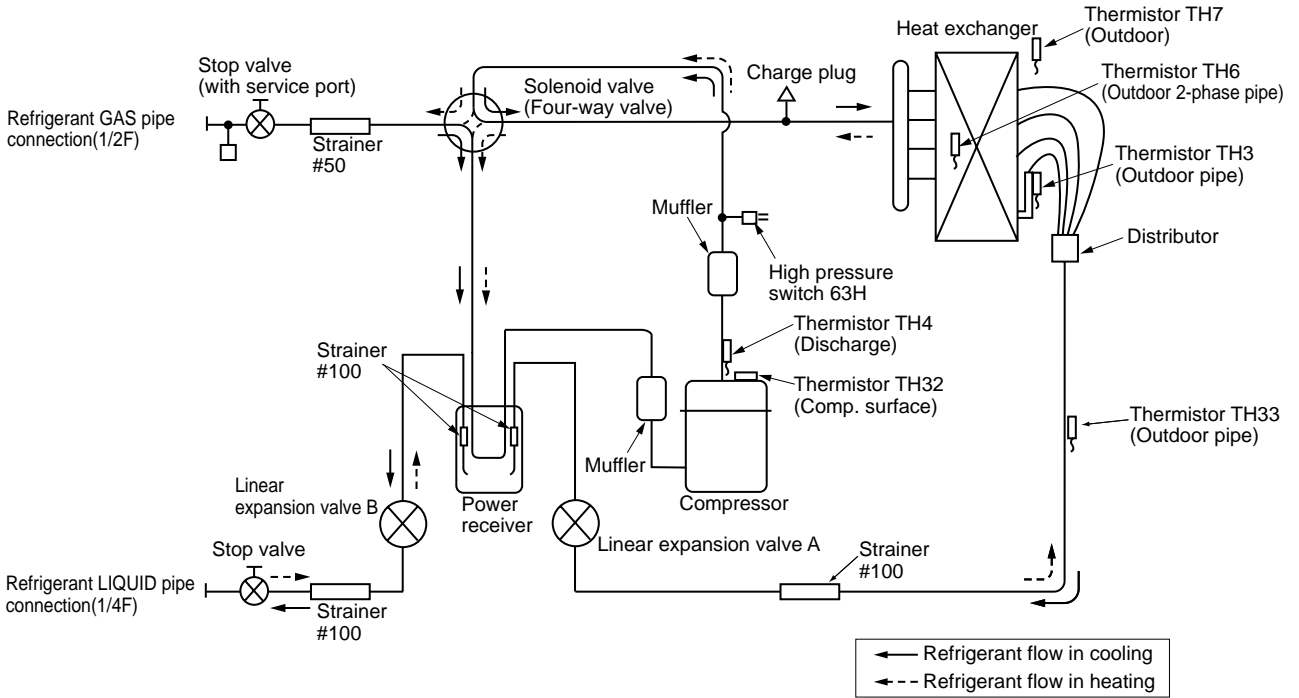 Heat exchanger
Thermistor TH7
(Outdoor)
Stop valve
(with service port)
Solenoid valve
(Four-way valve)
Charge plug
Thermistor TH6
(Outdoor 2-phase pipe)
Refrigerant GAS pipe
connection(1/2F)
Strainer
#50
Thermistor TH3
(Outdoor pipe)
Muffler
Distributor
High pressure
switch 63H
Thermistor TH4
(Discharge)
Strainer
#100
Thermistor TH32
(Comp. surface)
Thermistor TH33
(Outdoor pipe)
Muffler
Linear
expansion valve B
Power
receiver
Compressor
Linear expansion valve A
Stop valve
Strainer
#100
Refrigerant LIQUID pipe
connection(1/4F)
Strainer
#100
Refrigerant flow in cooling
Refrigerant flow in heating